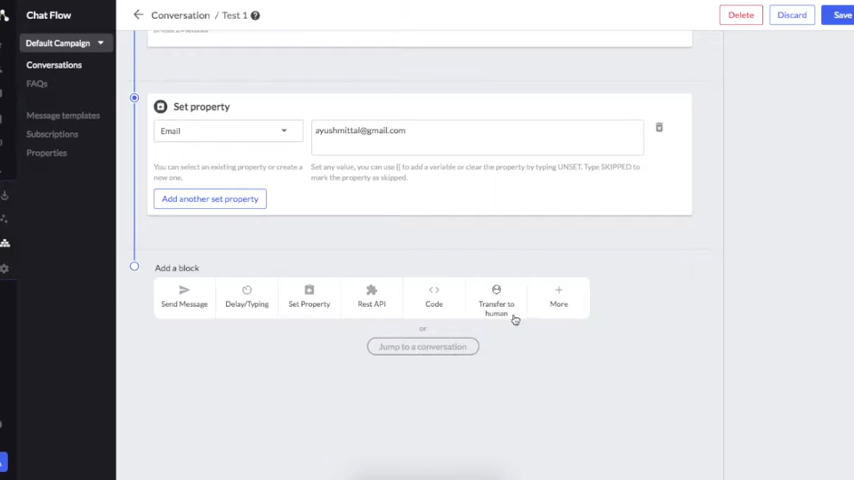 Chat Flow
Conversation / Test 1
Delete
Discard
Save
Default Campaign
Conversations
FAQs
Message templates
Subscriptions
Properties
Set property
Email
ayushmittal@gmail.com
You can select an existing property or create a
new one.
Set any value, you can use {{ to add a variable or clear the property by typing UNSET. Type SKIPPED to
mark the property as skipped.
Add another set property
Add a block
Send Message
Delay/Typing
Set Property
Rest API
Code
Transfer to
human
More
or
Jump to a conversation